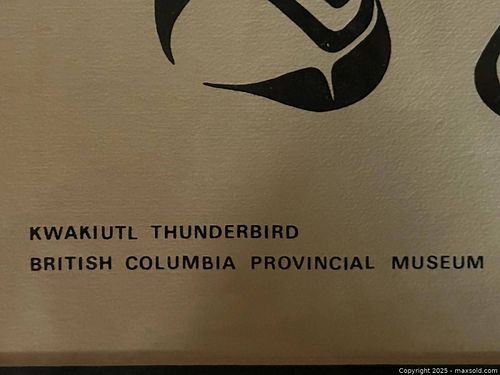 KWAKIUTL THUNDERBIRD
BRITISH COLUMBIA PROVINCIAL MUSEUM
Copyright 2025 - maxsold.com